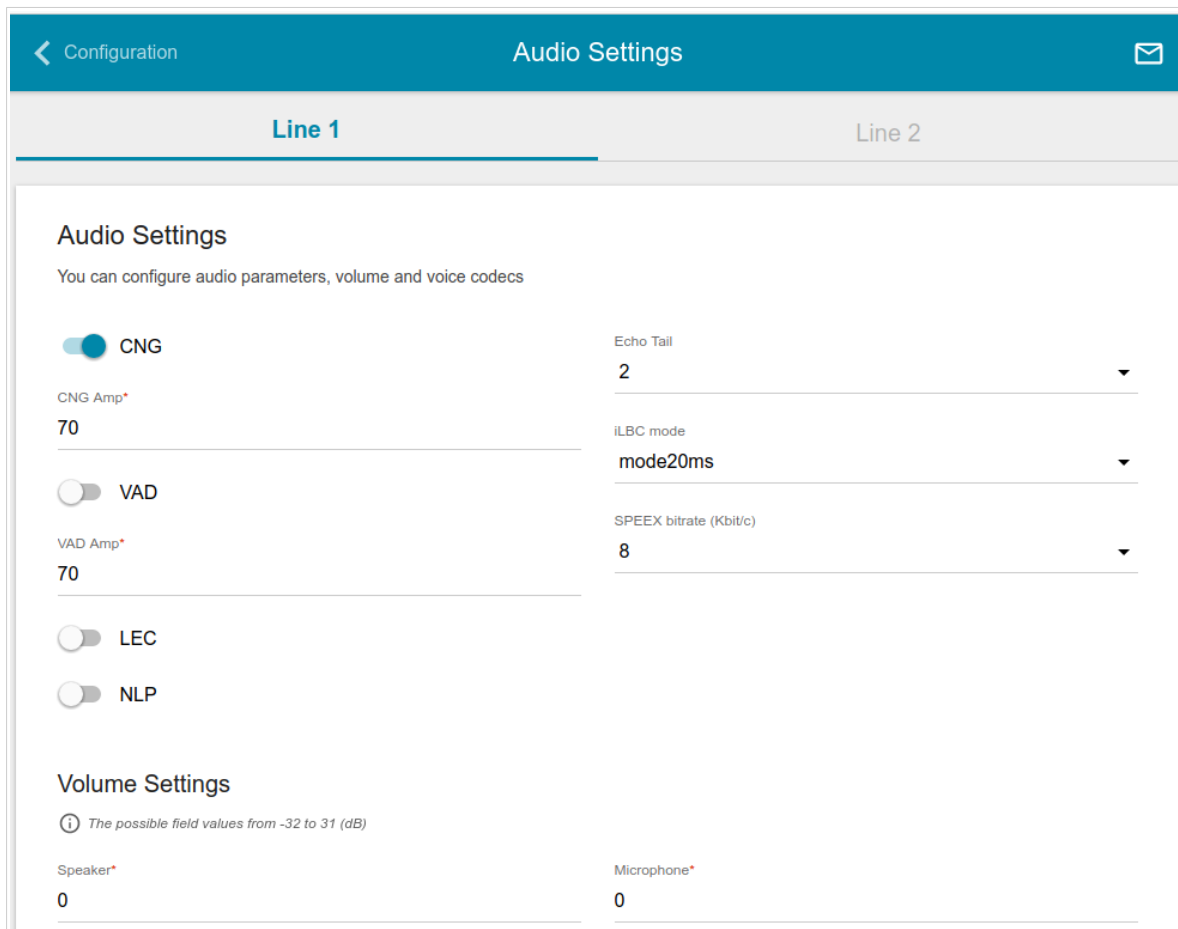 Configuration
Audio Settings
Line 1
Line 2
Audio Settings
You can configure audio parameters, volume and voice codecs
CNG
CNG Amp*
70
VAD
VAD Amp*
70
LEC
NLP
Echo Tail
2
iLBC mode
mode20ms
SPEEX bitrate (Kbit/c)
8
Volume Settings
The possible field values from -32 to 31 (dB)
Speaker*
0
Microphone*
0